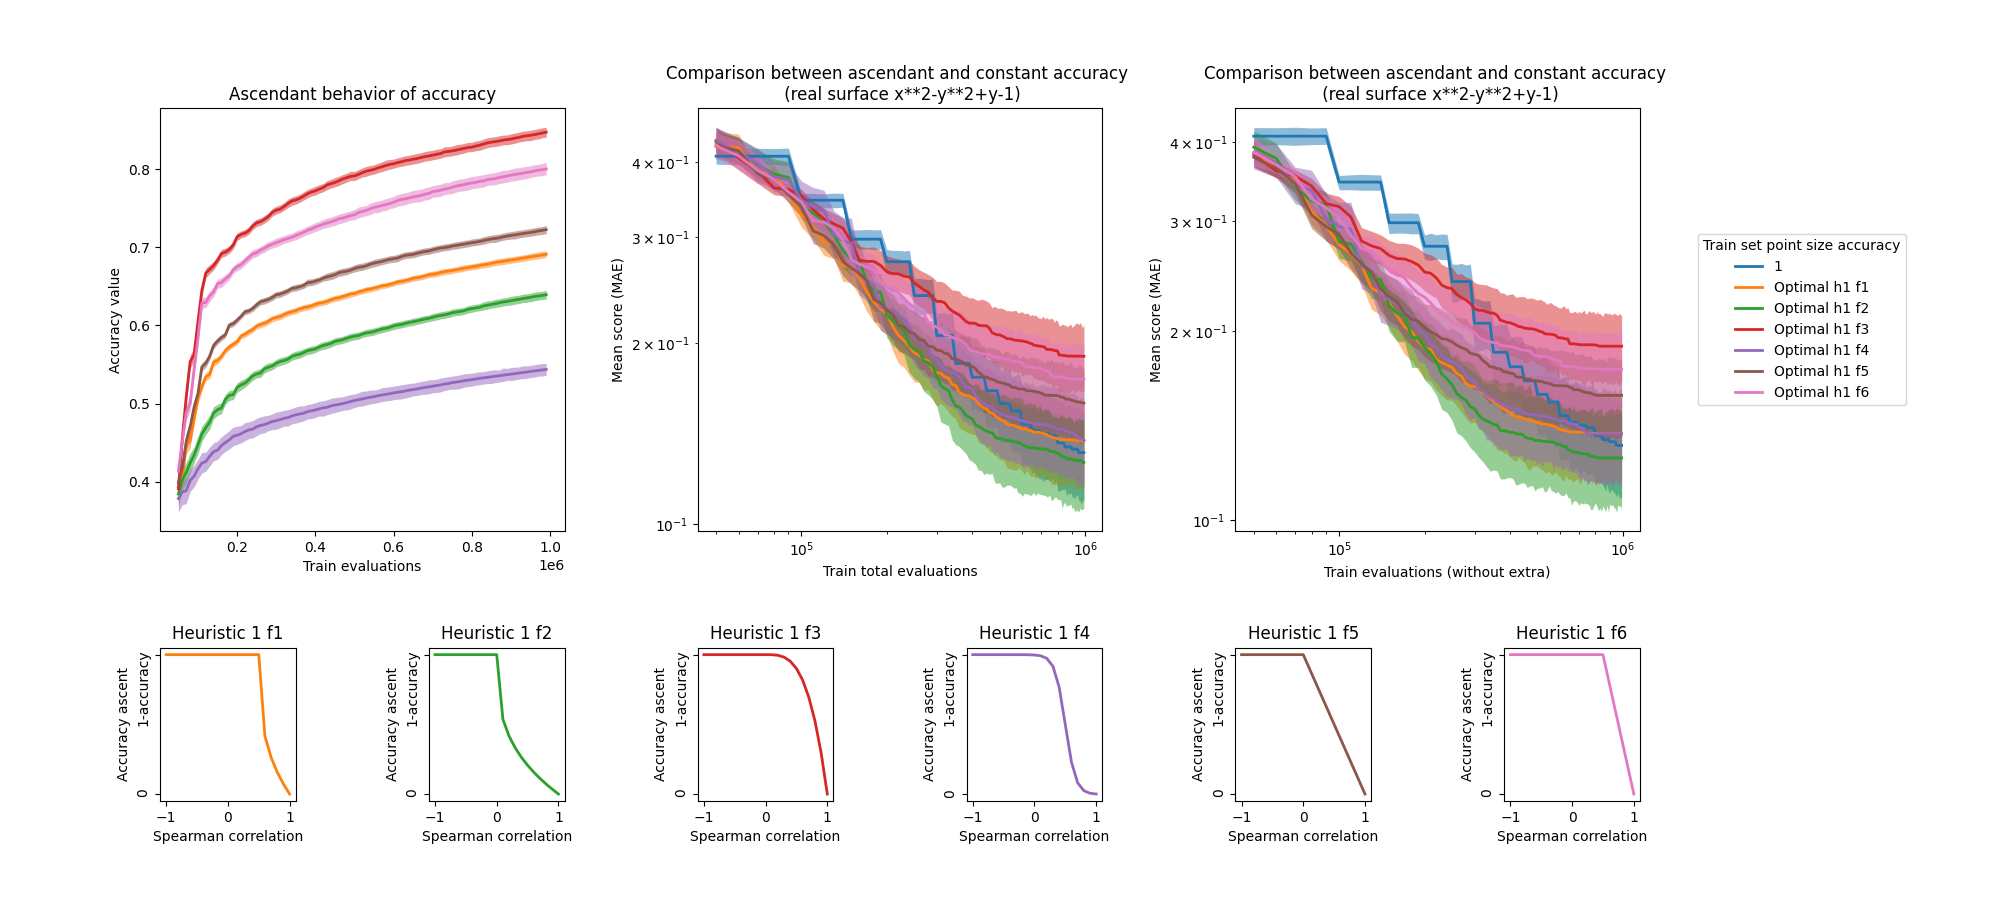 Ascendant behavior of accuracy
Accuracy value
0.8
0.7
0.6
0.5
0.4
0.2
0.4
0.6
0.8
1.0
1e6
Train evaluations
Comparison between ascendant and constant accuracy
(real surface x**2-y**2+y-1)
Mean score (MAE)
4 × 10⁻¹
3 × 10⁻¹
2 × 10⁻¹
10⁻¹
10⁵
10⁶
Train total evaluations
Comparison between ascendant and constant accuracy
(real surface x**2-y**2+y-1)
Mean score (MAE)
4 × 10⁻¹
3 × 10⁻¹
2 × 10⁻¹
10⁻¹
10⁵
10⁶
Train evaluations (without extra)
Train set point size accuracy
1
Optimal h1 f1
Optimal h1 f2
Optimal h1 f3
Optimal h1 f4
Optimal h1 f5
Optimal h1 f6
Heuristic 1 f1
Accuracy ascent
1-accuracy
0
−1
0
1
Spearman correlation
Heuristic 1 f2
Accuracy ascent
1-accuracy
0
−1
0
1
Spearman correlation
Heuristic 1 f3
Accuracy ascent
1-accuracy
0
−1
0
1
Spearman correlation
Heuristic 1 f4
Accuracy ascent
1-accuracy
0
−1
0
1
Spearman correlation
Heuristic 1 f5
Accuracy ascent
1-accuracy
0
−1
0
1
Spearman correlation
Heuristic 1 f6
Accuracy ascent
1-accuracy
0
−1
0
1
Spearman correlation